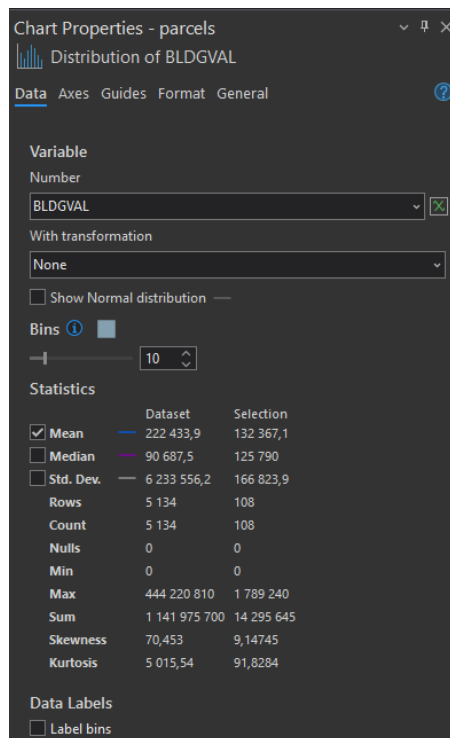 Chart Properties - parcels
Distribution of BLDGVAL
Data Axes Guides Format General
Variable
Number
BLDGVAL
With transformation
None
Show Normal distribution
Bins
10
Statistics
Dataset Selection
Mean 222 433,9 132 367,1
Median 90 687,5 125 790
Std. Dev. 6 233 556,2 166 823,9
Rows 5 134 108
Count 5 134 108
Nulls 0 0
Min 0 0
Max 444 220 810 1 789 240
Sum 1 141 975 700 14 295 645
Skewness 70,453 9,14745
Kurtosis 5 015,54 91,8284
Data Labels
Label bins